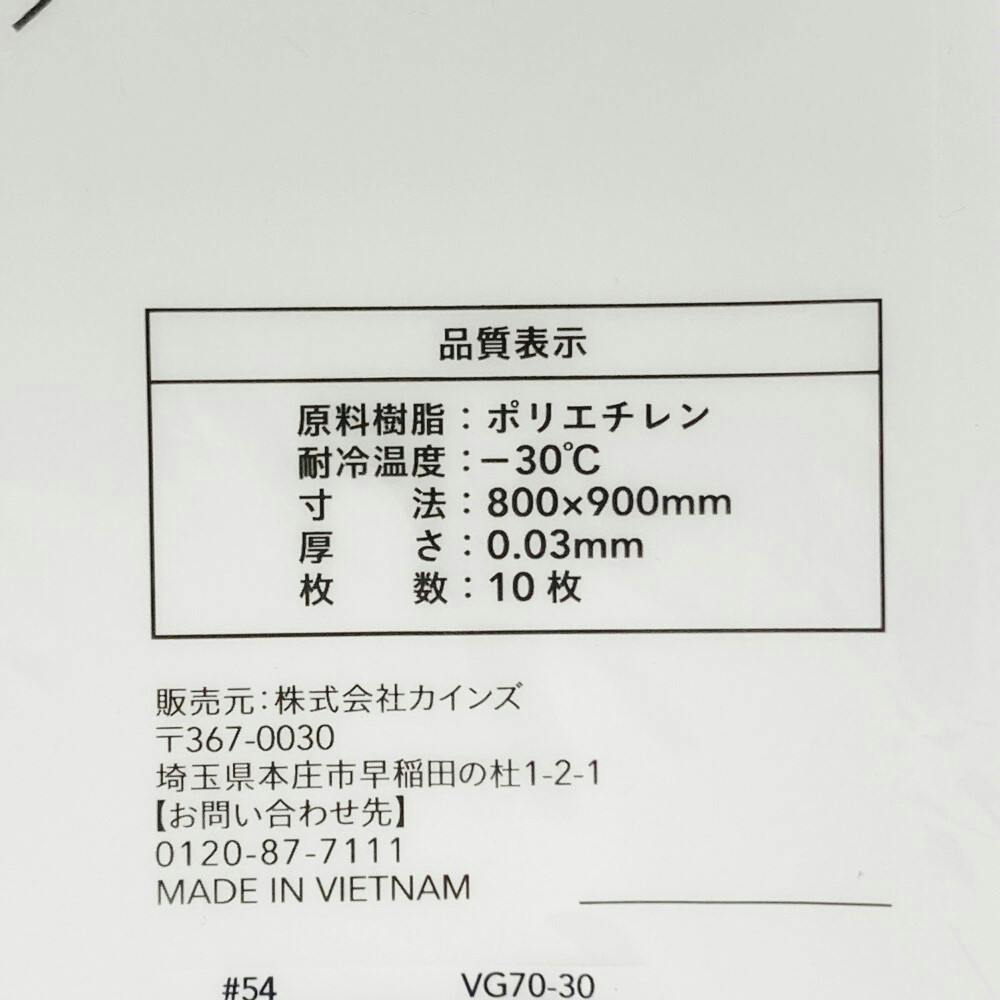 品質表示
原料樹脂：ポリエチレン
耐冷温度：－30℃
寸　法：800×900mm
厚　さ：0.03mm
枚　数：10枚
販売元：株式会社カインズ
〒367-0030
埼玉県本庄市早稲田の杜1-2-1
【お問い合わせ先】
0120-87-7111
MADE IN VIETNAM
#54 VG70-30